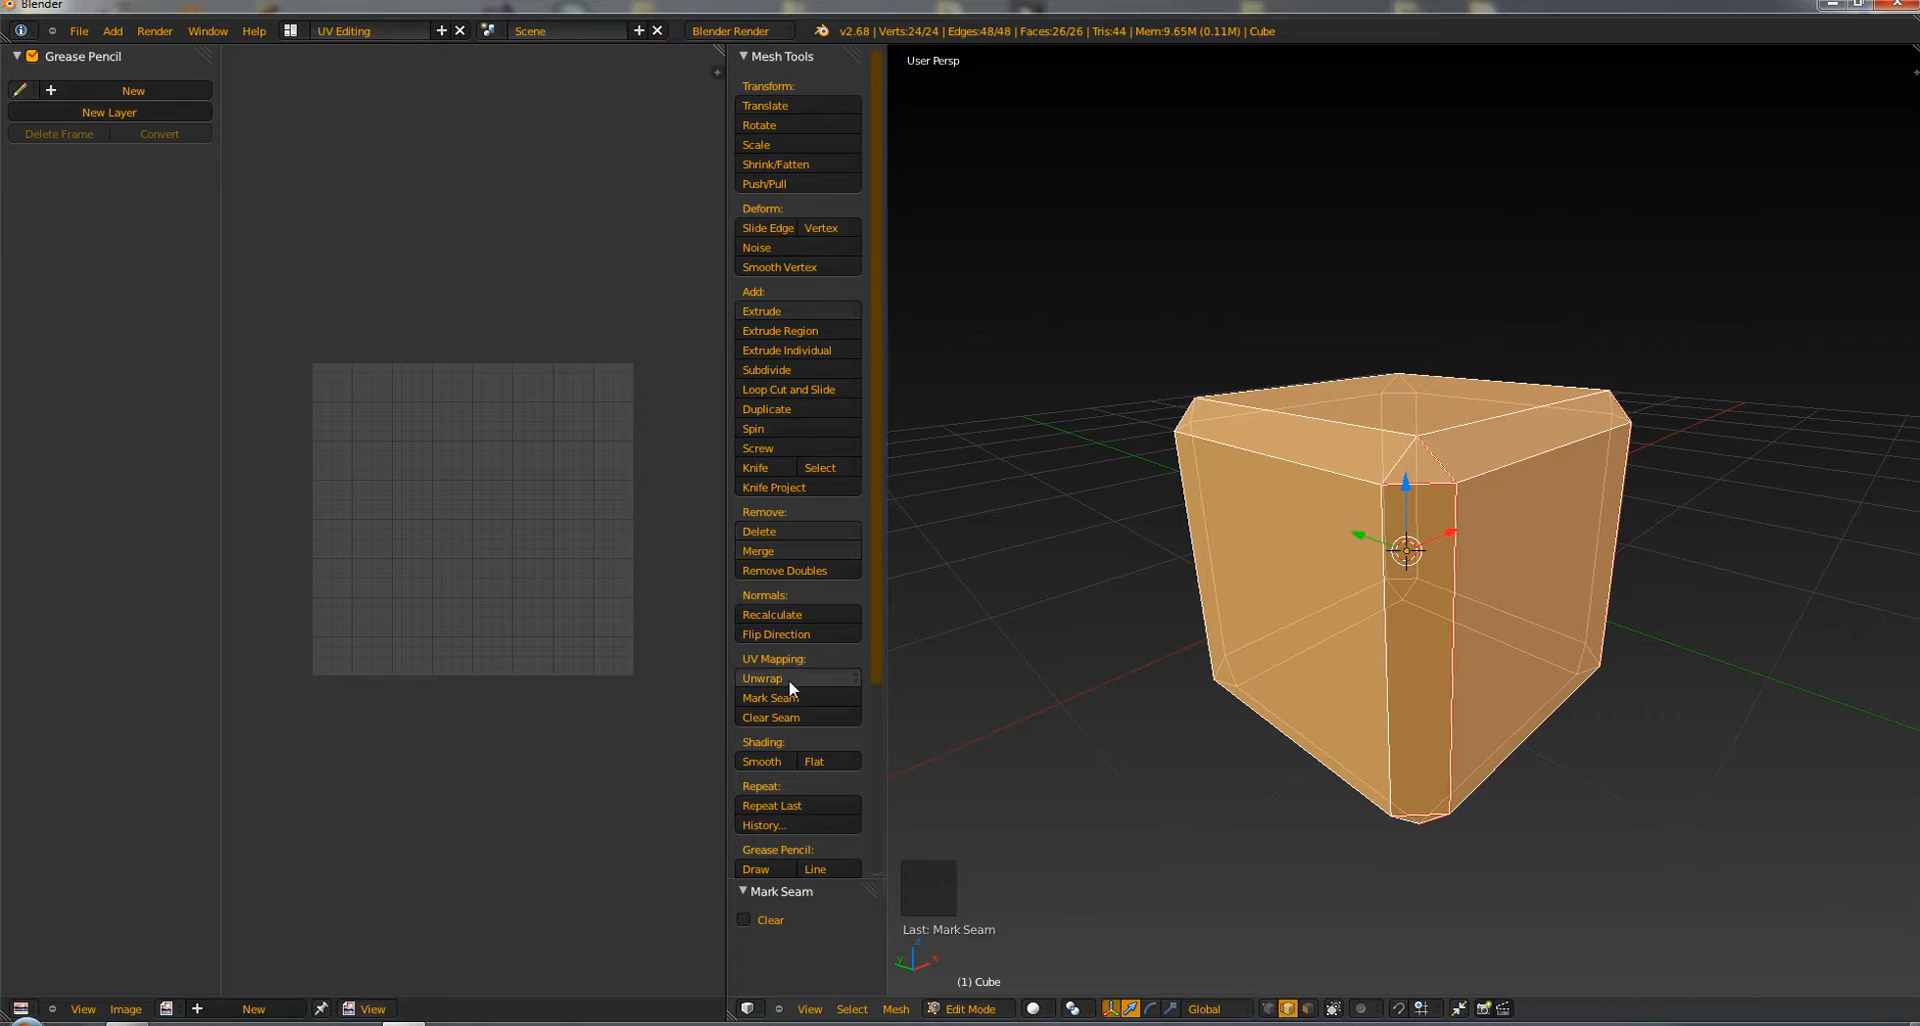 Blender
File Add Render Window Help UV Editing Scene Blender Render v2.68 | Verts:24/24 | Edges:48/48 | Faces:26/26 | Tris:44 | Mem:9.65M (0.11M) | Cube
Grease Pencil
New
New Layer
Delete Frame Convert
Mesh Tools
Transform:
Translate
Rotate
Scale
Shrink/Fatten
Push/Pull
Deform:
Slide Edge Vertex
Noise
Smooth Vertex
Add:
Extrude
Extrude Region
Extrude Individual
Subdivide
Loop Cut and Slide
Duplicate
Spin
Screw
Knife Select
Knife Project
Remove:
Delete
Merge
Remove Doubles
Normals:
Recalculate
Flip Direction
UV Mapping:
Unwrap
Mark Seam
Clear Seam
Shading:
Smooth Flat
Repeat:
Repeat Last
History...
Grease Pencil:
Draw Line
Mark Seam
Clear
User Persp
Last: Mark Seam
z
y x
(1) Cube
View Image New View
View Select Mesh Edit Mode Global